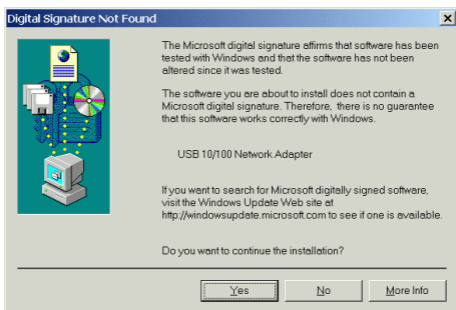 Digital Signature Not Found
The Microsoft digital signature affirms that software has been
tested with Windows and that the software has not been
altered since it was tested.
The software you are about to install does not contain a
Microsoft digital signature. Therefore, there is no guarantee
that this software works correctly with Windows.
USB 10/100 Network Adapter
If you want to search for Microsoft digitally signed software,
visit the Windows Update Web site at
http://windowsupdate.microsoft.com to see if one is available.
Do you want to continue the installation?
Yes No More Info